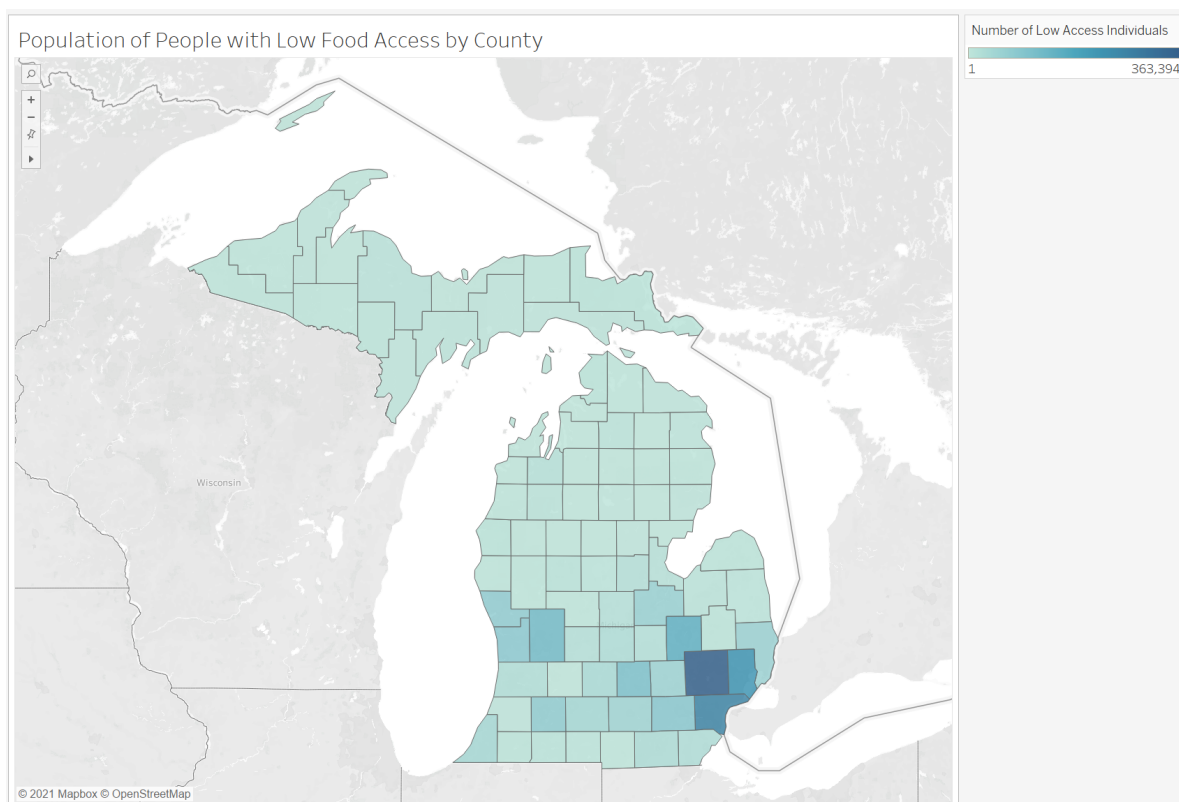 Population of People with Low Food Access by County
Number of Low Access Individuals
1 363,394
Wisconsin
© 2021 Mapbox © OpenStreetMap